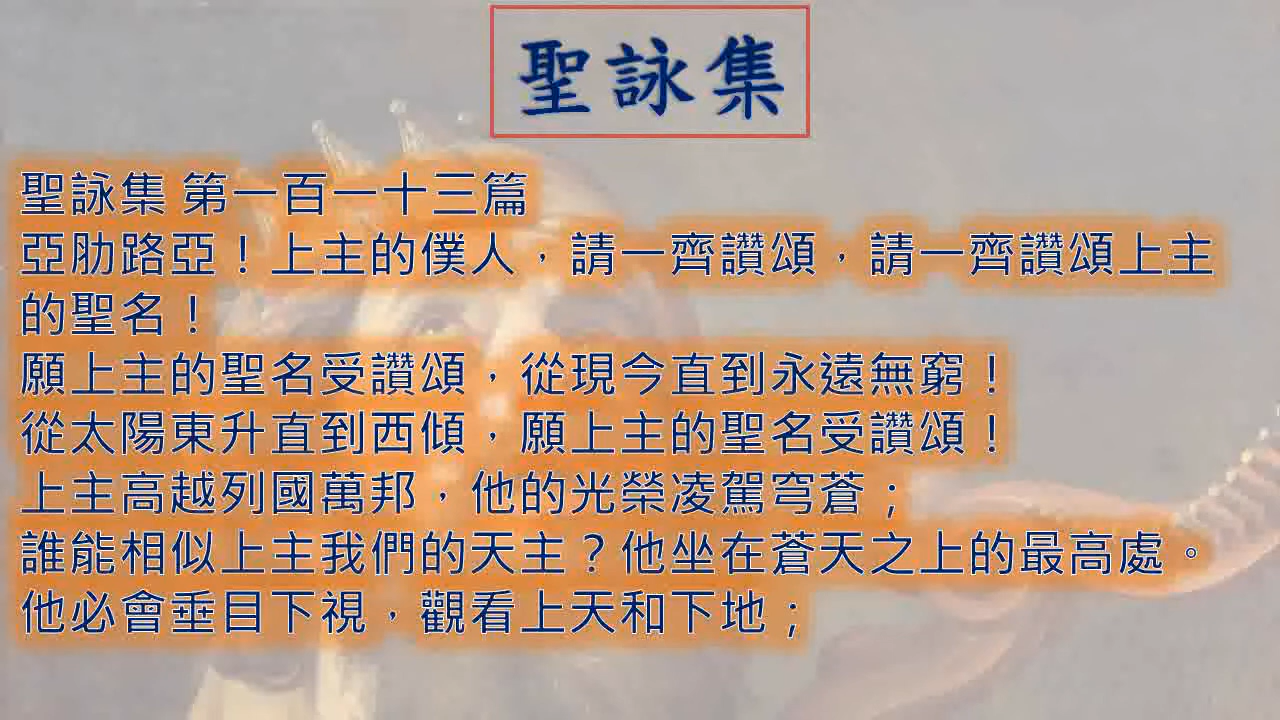 聖詠集
聖詠集 第一百一十三篇
亞肋路亞！上主的僕人，請一齊讚頌，請一齊讚頌上主
的聖名！
願上主的聖名受讚頌，從現今直到永遠無窮！
從太陽東升直到西傾，願上主的聖名受讚頌！
上主高越列國萬邦，他的光榮凌駕穹蒼；
誰能相似上主我們的天主？他坐在蒼天之上的最高處。
他必會垂目下視，觀看上天和下地；